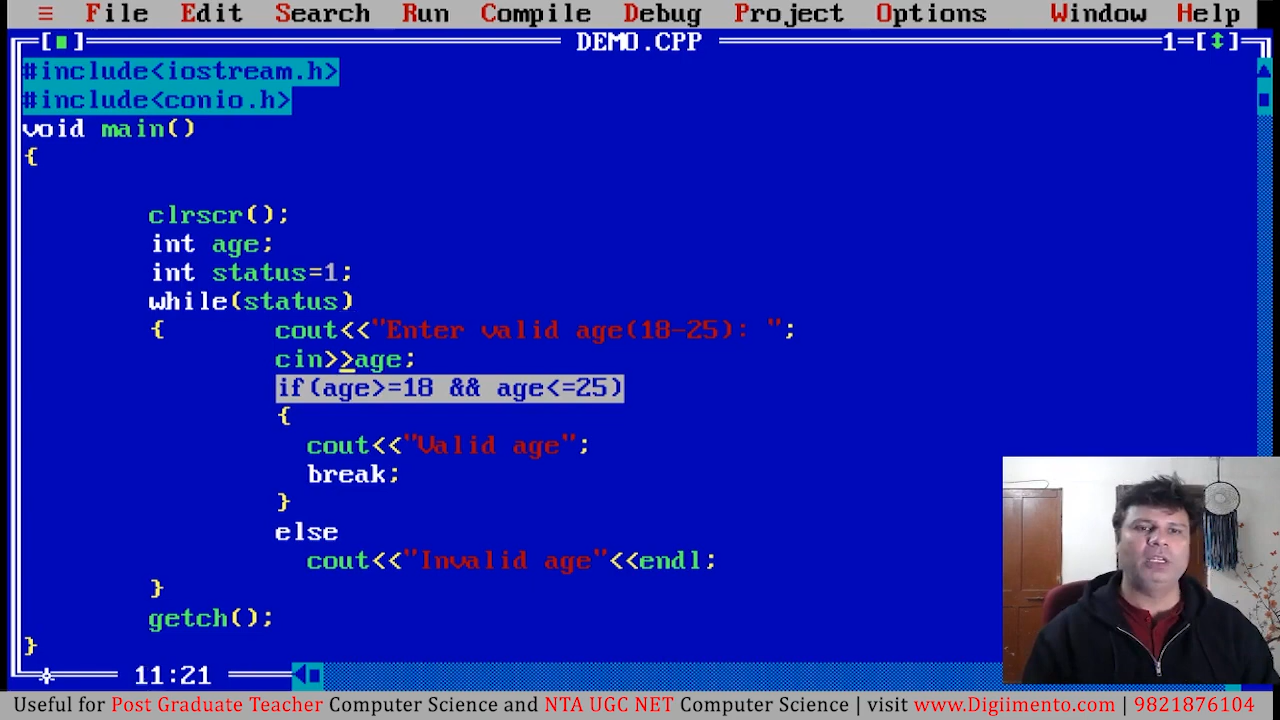 ≡ File Edit Search Run Compile Debug Project Options Window Help
[■] DEMO.CPP 1=[↕]
#include<iostream.h>
#include<conio.h>
void main()
{
clrscr();
int age;
int status=1;
while(status)
{ cout<<"Enter valid age(18-25): ";
cin>>age;
if(age>=18 && age<=25)
{
cout<<"Valid age";
break;
}
else
cout<<"Invalid age"<<endl;
}
getch();
}
11:21
Useful for Post Graduate Teacher Computer Science and NTA UGC NET Computer Science | visit www.Digiimento.com | 9821876104